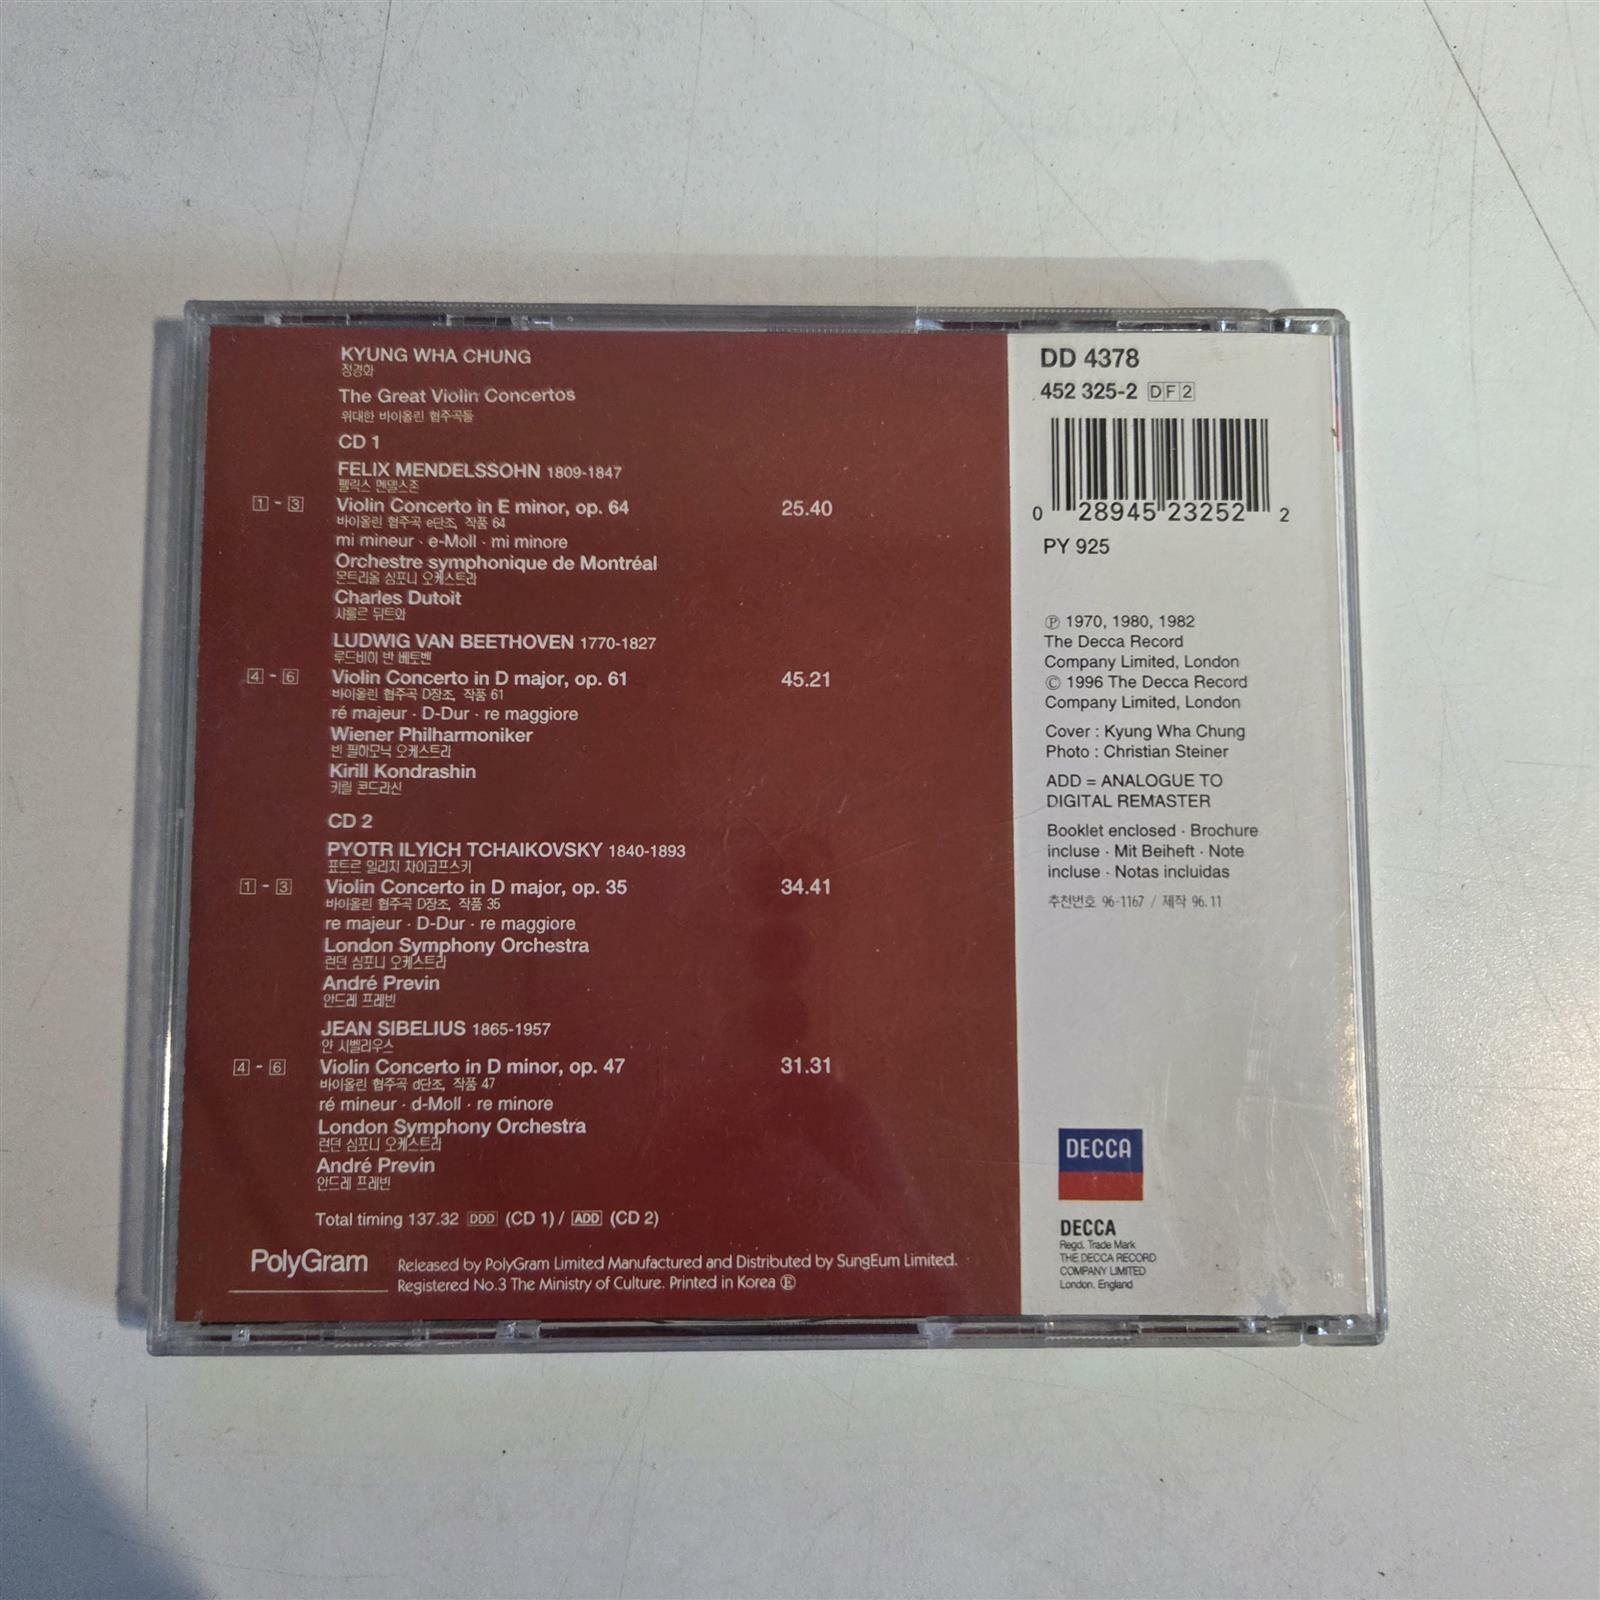 KYUNG WHA CHUNG
정경화
The Great Violin Concertos
위대한 바이올린 협주곡들
CD 1
FELIX MENDELSSOHN 1809-1847
펠릭스 멘델스존
1 - 3 Violin Concerto in E minor, op. 64 25.40
바이올린 협주곡 e단조, 작품 64
mi mineur · e-Moll · mi minore
Orchestre symphonique de Montréal
몬트리올 심포니 오케스트라
Charles Dutoit
샤를르 뒤트와
LUDWIG VAN BEETHOVEN 1770-1827
루드비히 반 베토벤
4 - 6 Violin Concerto in D major, op. 61 45.21
바이올린 협주곡 D장조, 작품 61
ré majeur · D-Dur · re maggiore
Wiener Philharmoniker
빈 필하모닉 오케스트라
Kirill Kondrashin
키릴 콘드라신
CD 2
PYOTR ILYICH TCHAIKOVSKY 1840-1893
표트르 일리치 차이코프스키
1 - 3 Violin Concerto in D major, op. 35 34.41
바이올린 협주곡 D장조, 작품 35
re majeur · D-Dur · re maggiore
London Symphony Orchestra
런던 심포니 오케스트라
André Previn
안드레 프레빈
JEAN SIBELIUS 1865-1957
얀 시벨리우스
4 - 6 Violin Concerto in D minor, op. 47 31.31
바이올린 협주곡 d단조, 작품 47
ré mineur · d-Moll · re minore
London Symphony Orchestra
런던 심포니 오케스트라
André Previn
안드레 프레빈
Total timing 137.32 DDD (CD 1) / ADD (CD 2)
PolyGram
Released by PolyGram Limited Manufactured and Distributed by SungEum Limited.
Registered No.3 The Ministry of Culture. Printed in Korea Ⓔ
DD 4378
452 325-2 DF2
0 28945 23252 2
PY 925
℗ 1970, 1980, 1982
The Decca Record
Company Limited, London
© 1996 The Decca Record
Company Limited, London
Cover : Kyung Wha Chung
Photo : Christian Steiner
ADD = ANALOGUE TO
DIGITAL REMASTER
Booklet enclosed · Brochure
incluse · Mit Beiheft · Note
incluse · Notas incluidas
추천번호 96-1167 / 제작 96.11
DECCA
DECCA
Regd. Trade Mark
THE DECCA RECORD
COMPANY LIMITED
London. England